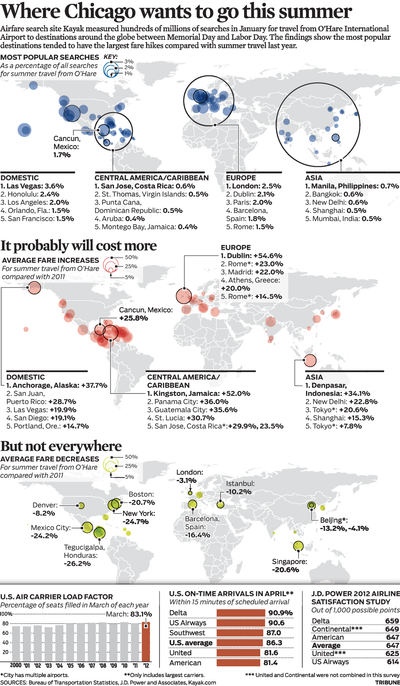 Where Chicago wants to go this summer
Airfare search site Kayak measured hundreds of millions of searches in January for travel from O'Hare International
Airport to destinations around the globe between Memorial Day and Labor Day. The findings show the most popular
destinations tended to have the largest fare hikes compared with summer travel last year.
MOST POPULAR SEARCHES
As a percentage of all searches
for summer travel from O'Hare
KEY:
3%
2%
1%
Cancun,
Mexico:
1.7%
DOMESTIC
1. Las Vegas: 3.6%
2. Honolulu: 2.4%
3. Los Angeles: 2.0%
4. Orlando, Fla.: 1.5%
5. San Francisco: 1.5%
CENTRAL AMERICA/CARIBBEAN
1. San Jose, Costa Rica: 0.6%
2. St. Thomas, Virgin Islands: 0.5%
3. Punta Cana,
Dominican Republic: 0.5%
4. Aruba: 0.4%
5. Montego Bay, Jamaica: 0.4%
EUROPE
1. London: 2.5%
2. Dublin: 2.1%
3. Paris: 2.0%
4. Barcelona,
Spain: 1.8%
5. Rome: 1.5%
ASIA
1. Manila, Philippines: 0.7%
2. Bangkok: 0.6%
3. New Delhi: 0.6%
4. Shanghai: 0.5%
5. Mumbai, India: 0.5%
It probably will cost more
AVERAGE FARE INCREASES
For summer travel from O'Hare
compared with 2011
50%
25%
5%
Cancun, Mexico:
+25.8%
EUROPE
1. Dublin: +54.6%
2. Rome*: +23.0%
3. Madrid: +22.0%
4. Athens, Greece:
+20.0%
5. Rome*: +14.5%
DOMESTIC
1. Anchorage, Alaska: +37.7%
2. San Juan,
Puerto Rico: +28.7%
3. Las Vegas: +19.9%
4. San Diego: +19.1%
5. Portland, Ore.: +14.7%
CENTRAL AMERICA/
CARIBBEAN
1. Kingston, Jamaica: +52.0%
2. Panama City: +36.0%
3. Guatemala City: +35.6%
4. St. Lucia: +30.7%
5. San Jose, Costa Rica*+29.9%, 23.5%
ASIA
1. Denpasar,
Indonesia: +34.1%
2. New Delhi: +22.8%
3. Tokyo*: +20.6%
4. Shanghai: +15.3%
5. Tokyo*: +7.8%
But not everywhere
AVERAGE FARE DECREASES
For summer travel from O'Hare
compared with 2011
50%
25%
5%
Denver:
-8.2%
Boston:
-20.7%
New York:
-24.7%
Mexico City:
-24.2%
Tegucigalpa,
Honduras:
-26.2%
London:
-3.1%
Istanbul:
-10.2%
Barcelona,
Spain:
-16.4%
Beijing*:
-13.2%, -4.1%
Singapore:
-20.6%
U.S. AIR CARRIER LOAD FACTOR
Percentage of seats filled in March of each year
100%
80
60
40
20
0
March: 83.1%
2000 '01 '02 '03 '04 '05 '06 '07 '08 '09 '10 '11 '12
U.S. ON-TIME ARRIVALS IN APRIL**
Within 15 minutes of scheduled arrival
Delta 90.9%
US Airways 90.6
Southwest 87.0
U.S. average 86.3
United 81.6
American 81.4
J.D. POWER 2012 AIRLINE
SATISFACTION STUDY
Out of 1,000 possible points
Delta 659
Continental*** 649
American 647
Average 647
United*** 625
US Airways 614
*City has multiple airports.
**Only includes largest carriers.
*** United and Continental were not combined in this survey.
SOURCES: Bureau of Transportation Statistics, J.D. Power and Associates, Kayak.com
TRIBUNE